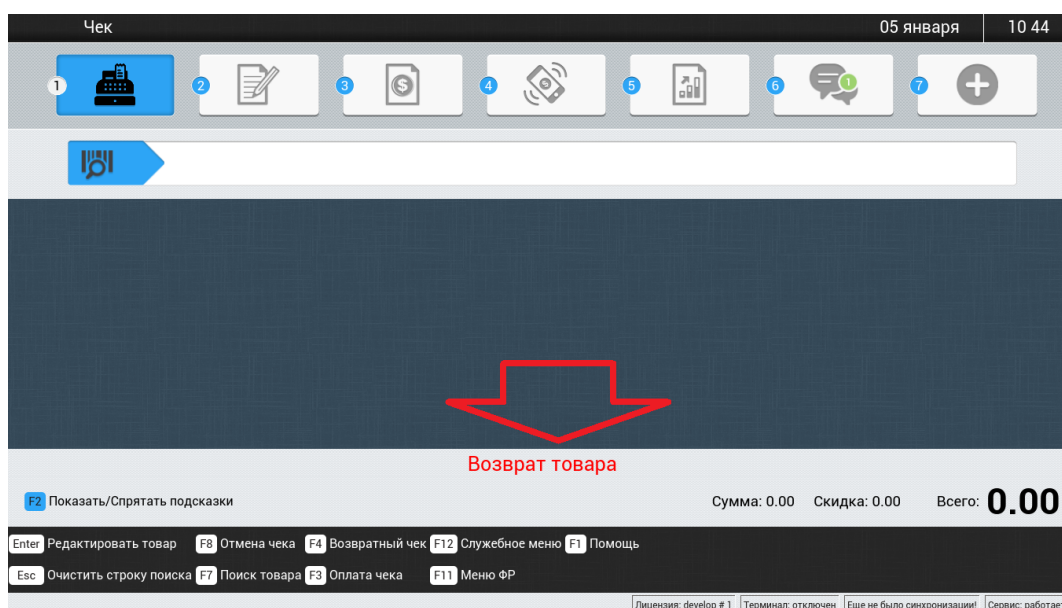 Чек 05 января 10 44
1 2 3 4 5 6 1 7
Возврат товара
F2 Показать/Спрятать подсказки Сумма: 0.00 Скидка: 0.00 Всего: 0.00
Enter Редактировать товар F8 Отмена чека F4 Возвратный чек F12 Служебное меню F1 Помощь
Esc Очистить строку поиска F7 Поиск товара F3 Оплата чека F11 Меню ФР
Лицензия: develop # 1 Терминал: отключен Еще не было синхронизации! Сервис: работает